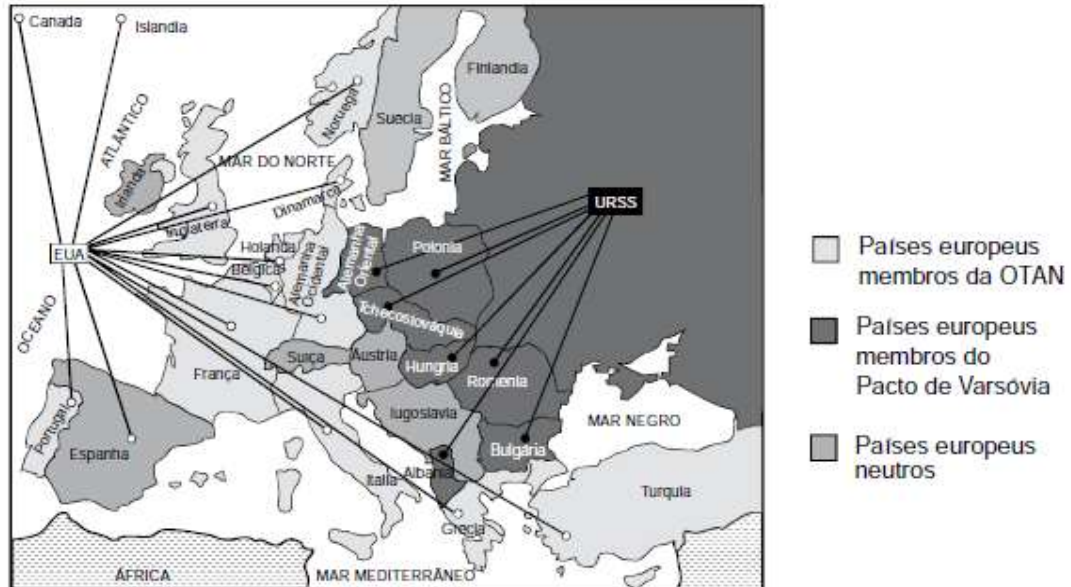 Canada
Islandia
Finlandia
ATLÂNTICO
Noruega
Suecia
MAR BÁLTICO
MAR DO NORTE
Irlanda
Dinamarca
URSS
Inglaterra
EUA
Holanda
Belgica
Alemanha
Ocidental
Alemanha
Oriental
Polonia
Tchecoslováquia
OCEANO
França
Suiça
Austria
Hungria
Romenia
Iugoslavia
MAR NEGRO
Portugal
Espanha
Italia
Albania
Bulgária
Turquia
Grecia
ÁFRICA
MAR MEDITERRÂNEO
Países europeus
membros da OTAN
Países europeus
membros do
Pacto de Varsóvia
Países europeus
neutros